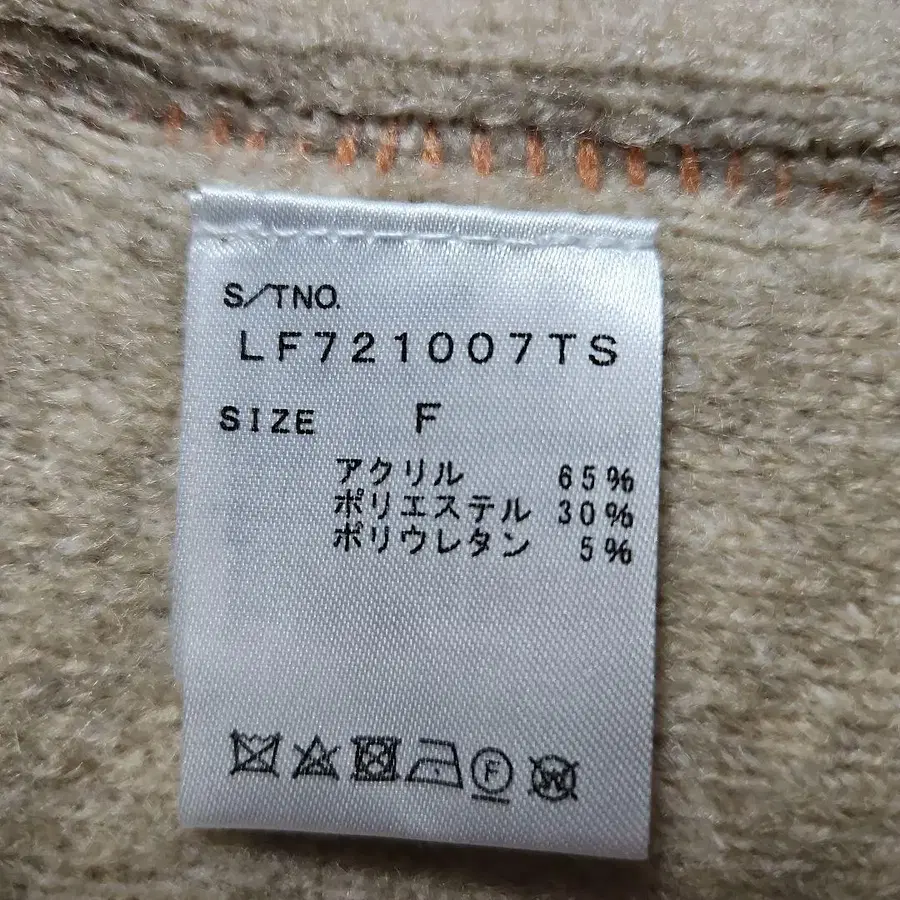 S/TNO.
LF721007TS
SIZE F
アクリル 65%
ポリエステル 30%
ポリウレタン 5%
F W